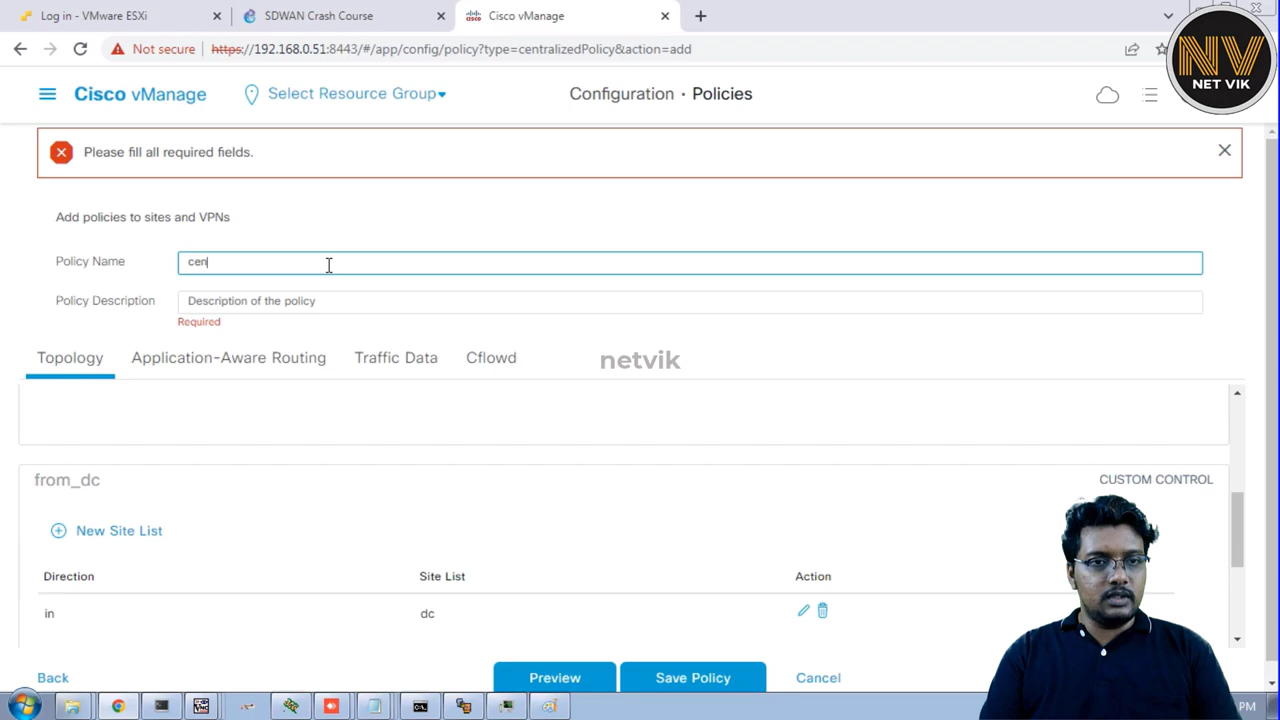 Log in - VMware ESXi
SDWAN Crash Course
Cisco vManage
Not secure
https://192.168.0.51:8443/#/app/config/policy?type=centralizedPolicy&action=add
NV
NET VIK
Cisco vManage
Select Resource Group
Configuration · Policies
Please fill all required fields.
Add policies to sites and VPNs
Policy Name
cen
Policy Description
Description of the policy
Required
Topology
Application-Aware Routing
Traffic Data
Cflowd
netvik
from_dc
CUSTOM CONTROL
New Site List
Direction
Site List
Action
in
dc
Back
Preview
Save Policy
Cancel
PM